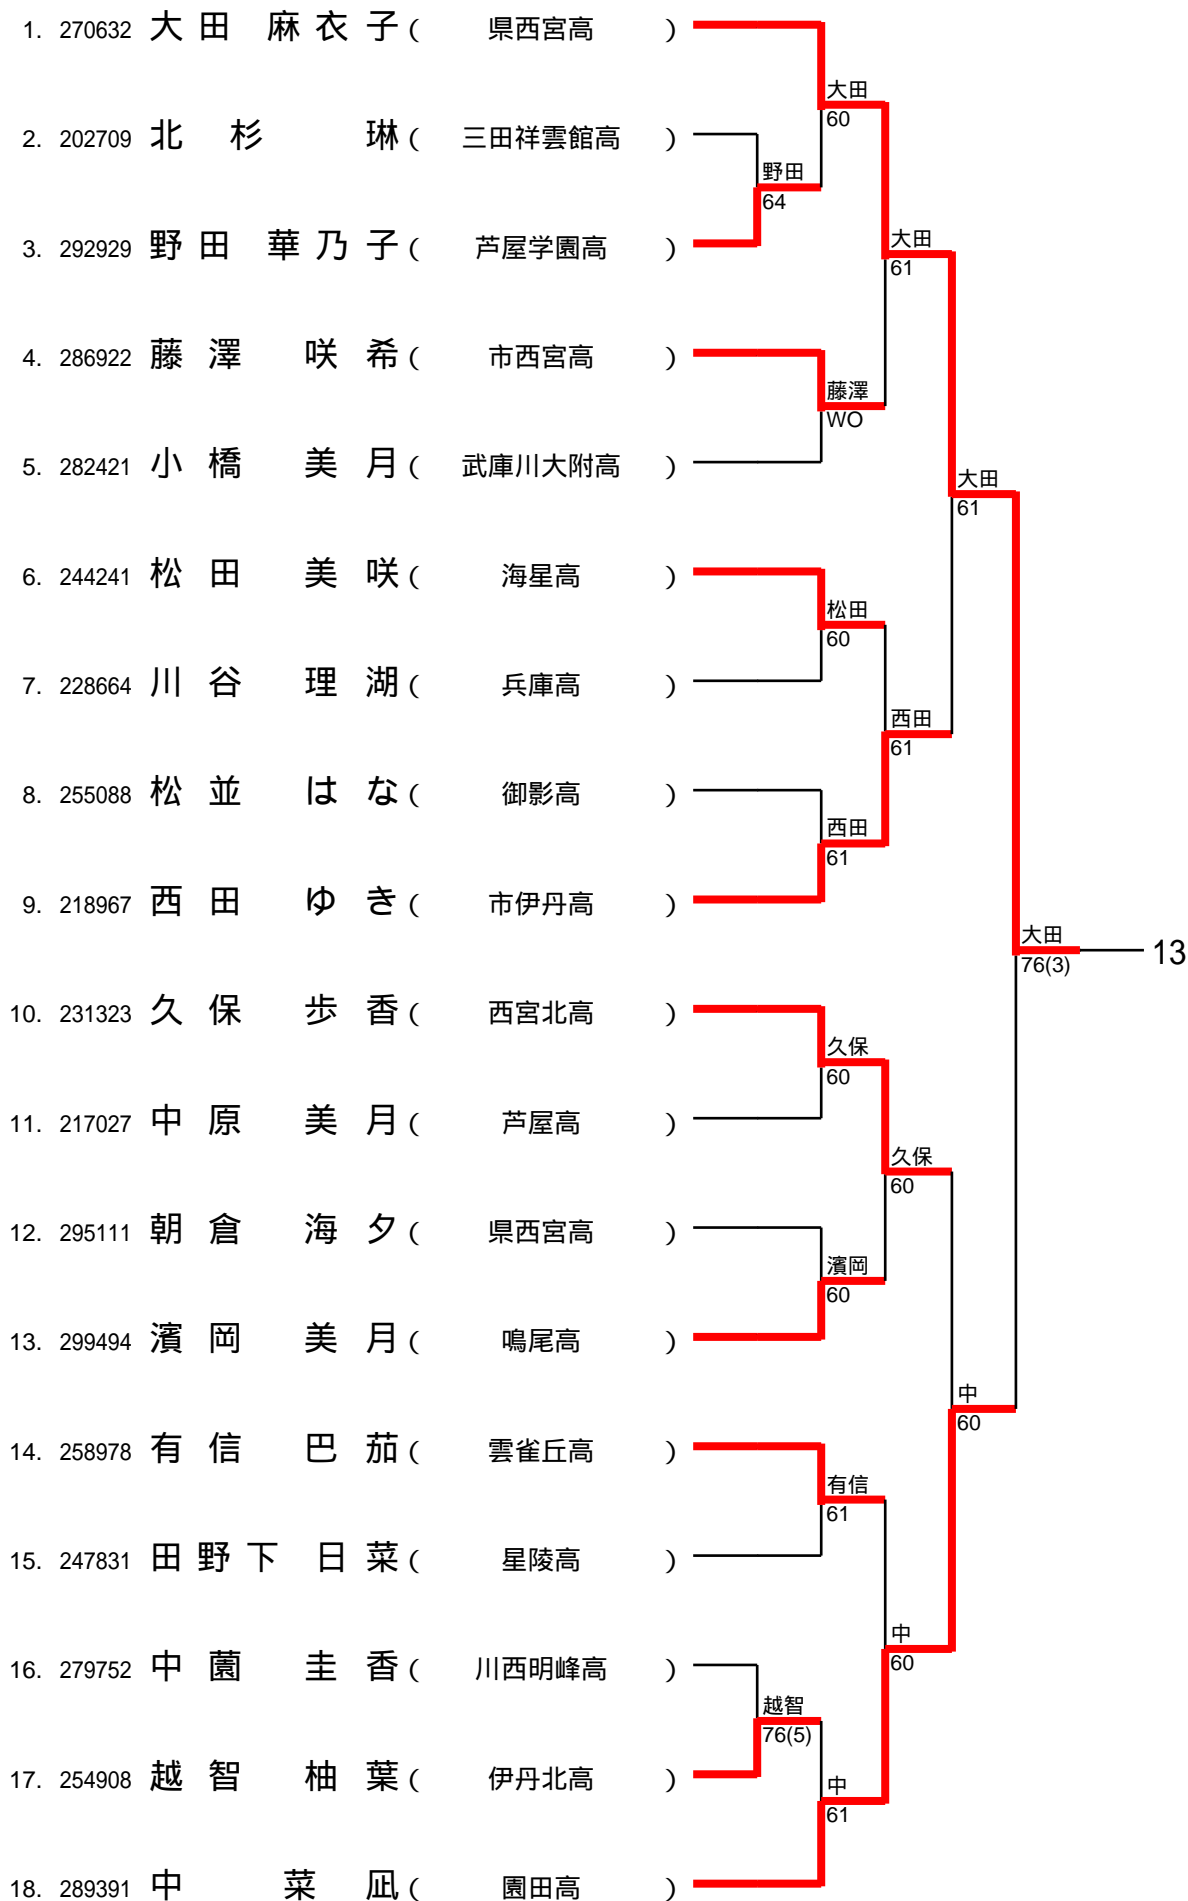 1. 270632 大田 麻衣子 ( 県西宮高 )
大田
60
2. 202709 北杉 琳 ( 三田祥雲館高 )
野田
64
3. 292929 野田 華乃子 ( 芦屋学園高 )
大田
61
4. 286922 藤澤 咲希 ( 市西宮高 )
藤澤
WO
5. 282421 小橋 美月 ( 武庫川大附高 )
大田
61
6. 244241 松田 美咲 ( 海星高 )
松田
60
7. 228664 川谷 理湖 ( 兵庫高 )
西田
61
8. 255088 松並 はな ( 御影高 )
西田
61
9. 218967 西田 ゆき ( 市伊丹高 )
大田
76(3)
13
10. 231323 久保 歩香 ( 西宮北高 )
久保
60
11. 217027 中原 美月 ( 芦屋高 )
久保
60
12. 295111 朝倉 海夕 ( 県西宮高 )
濱岡
60
13. 299494 濱岡 美月 ( 鳴尾高 )
中
60
14. 258978 有信 巴茄 ( 雲雀丘高 )
有信
61
15. 247831 田野下 日菜 ( 星陵高 )
中
60
16. 279752 中薗 圭香 ( 川西明峰高 )
越智
76(5)
17. 254908 越智 柚葉 ( 伊丹北高 )
中
61
18. 289391 中 菜凪 ( 園田高 )